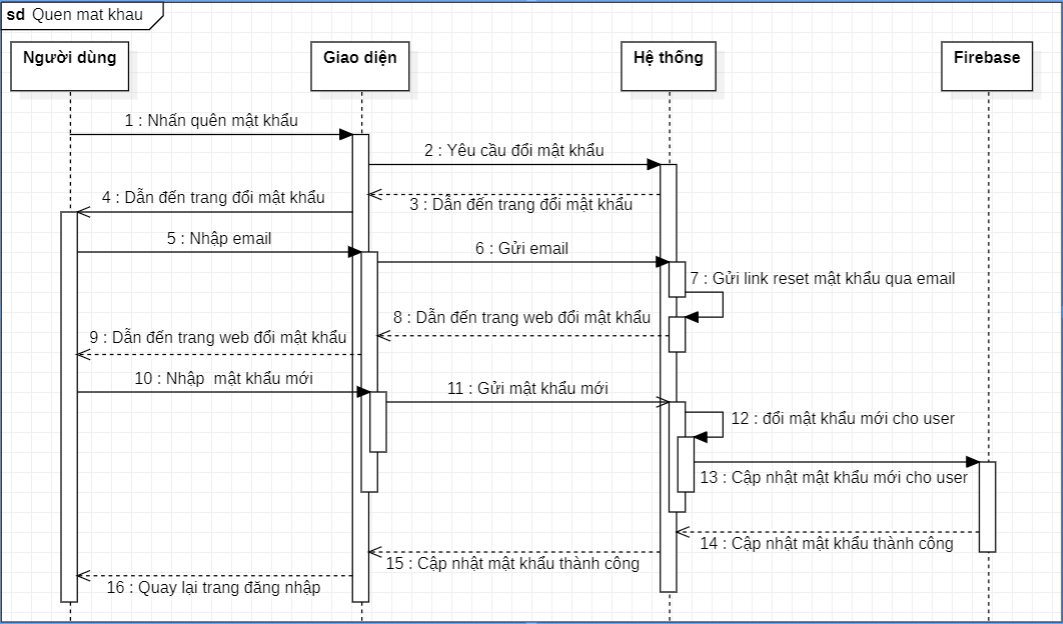 sd Quen mat khau
Người dùng
Giao diện
Hệ thống
Firebase
1 : Nhấn quên mật khẩu
2 : Yêu cầu đổi mật khẩu
3 : Dẫn đến trang đổi mật khẩu
4 : Dẫn đến trang đổi mật khẩu
5 : Nhập email
6 : Gửi email
7 : Gửi link reset mật khẩu qua email
8 : Dẫn đến trang web đổi mật khẩu
9 : Dẫn đến trang web đổi mật khẩu
10 : Nhập  mật khẩu mới
11 : Gửi mật khẩu mới
12 : đổi mật khẩu mới cho user
13 : Cập nhật mật khẩu mới cho user
14 : Cập nhật mật khẩu thành công
15 : Cập nhật mật khẩu thành công
16 : Quay lại trang đăng nhập